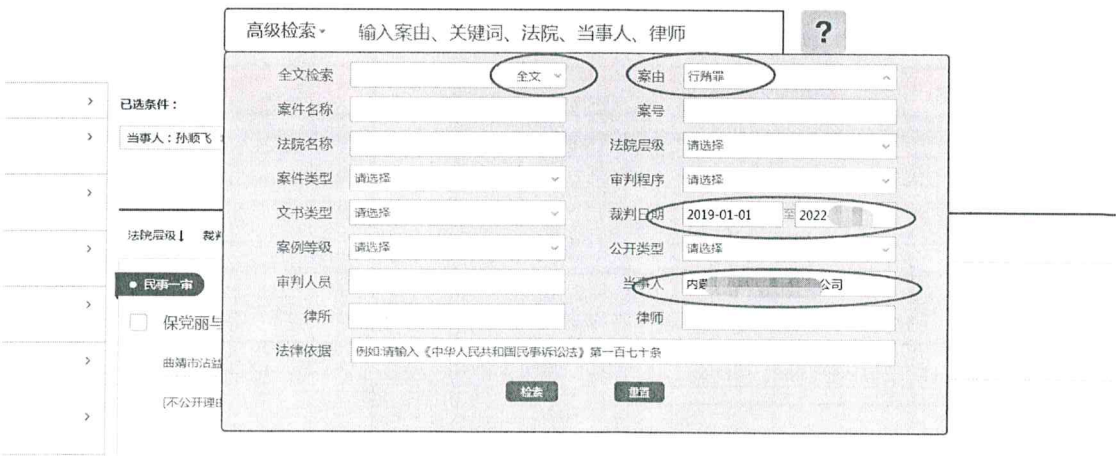 高级检索 输入案由、关键词、法院、当事人、律师 ?
全文检索 全文 案由 行贿罪
已选条件：
案件名称 案号
当事人：孙顺飞
法院名称 法院层级 请选择
案件类型 请选择 审判程序 请选择
文书类型 请选择 裁判日期 2019-01-01 至 2022
法院层级↓ 裁判
案例等级 请选择 公开类型 请选择
民事一审
审判人员 当事人 内 公司
保党丽与
律所 律师
曲靖市沾益
法律依据 例如:请输入《中华人民共和国民事诉讼法》第一百七十条
[不公开理由
检索 重置